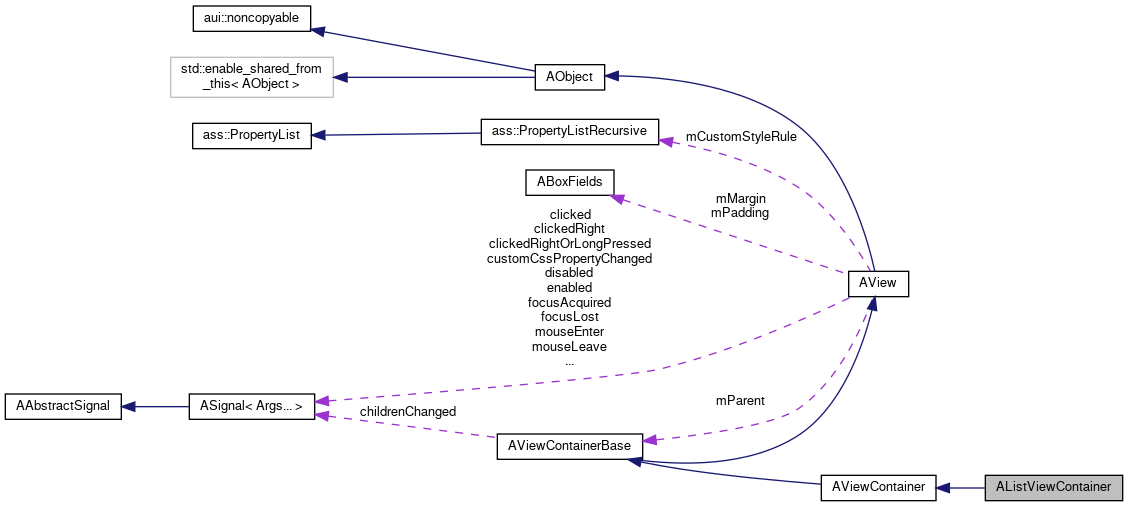 aui::noncopyable
std::enable_shared_from
_this< AObject >
AObject
ass::PropertyList
ass::PropertyListRecursive
mCustomStyleRule
ABoxFields
mMargin
mPadding
clicked
clickedRight
clickedRightOrLongPressed
customCssPropertyChanged
disabled
enabled
focusAcquired
focusLost
mouseEnter
mouseLeave
...
AView
AAbstractSignal
ASignal< Args... >
childrenChanged
mParent
AViewContainerBase
AViewContainer
AListViewContainer